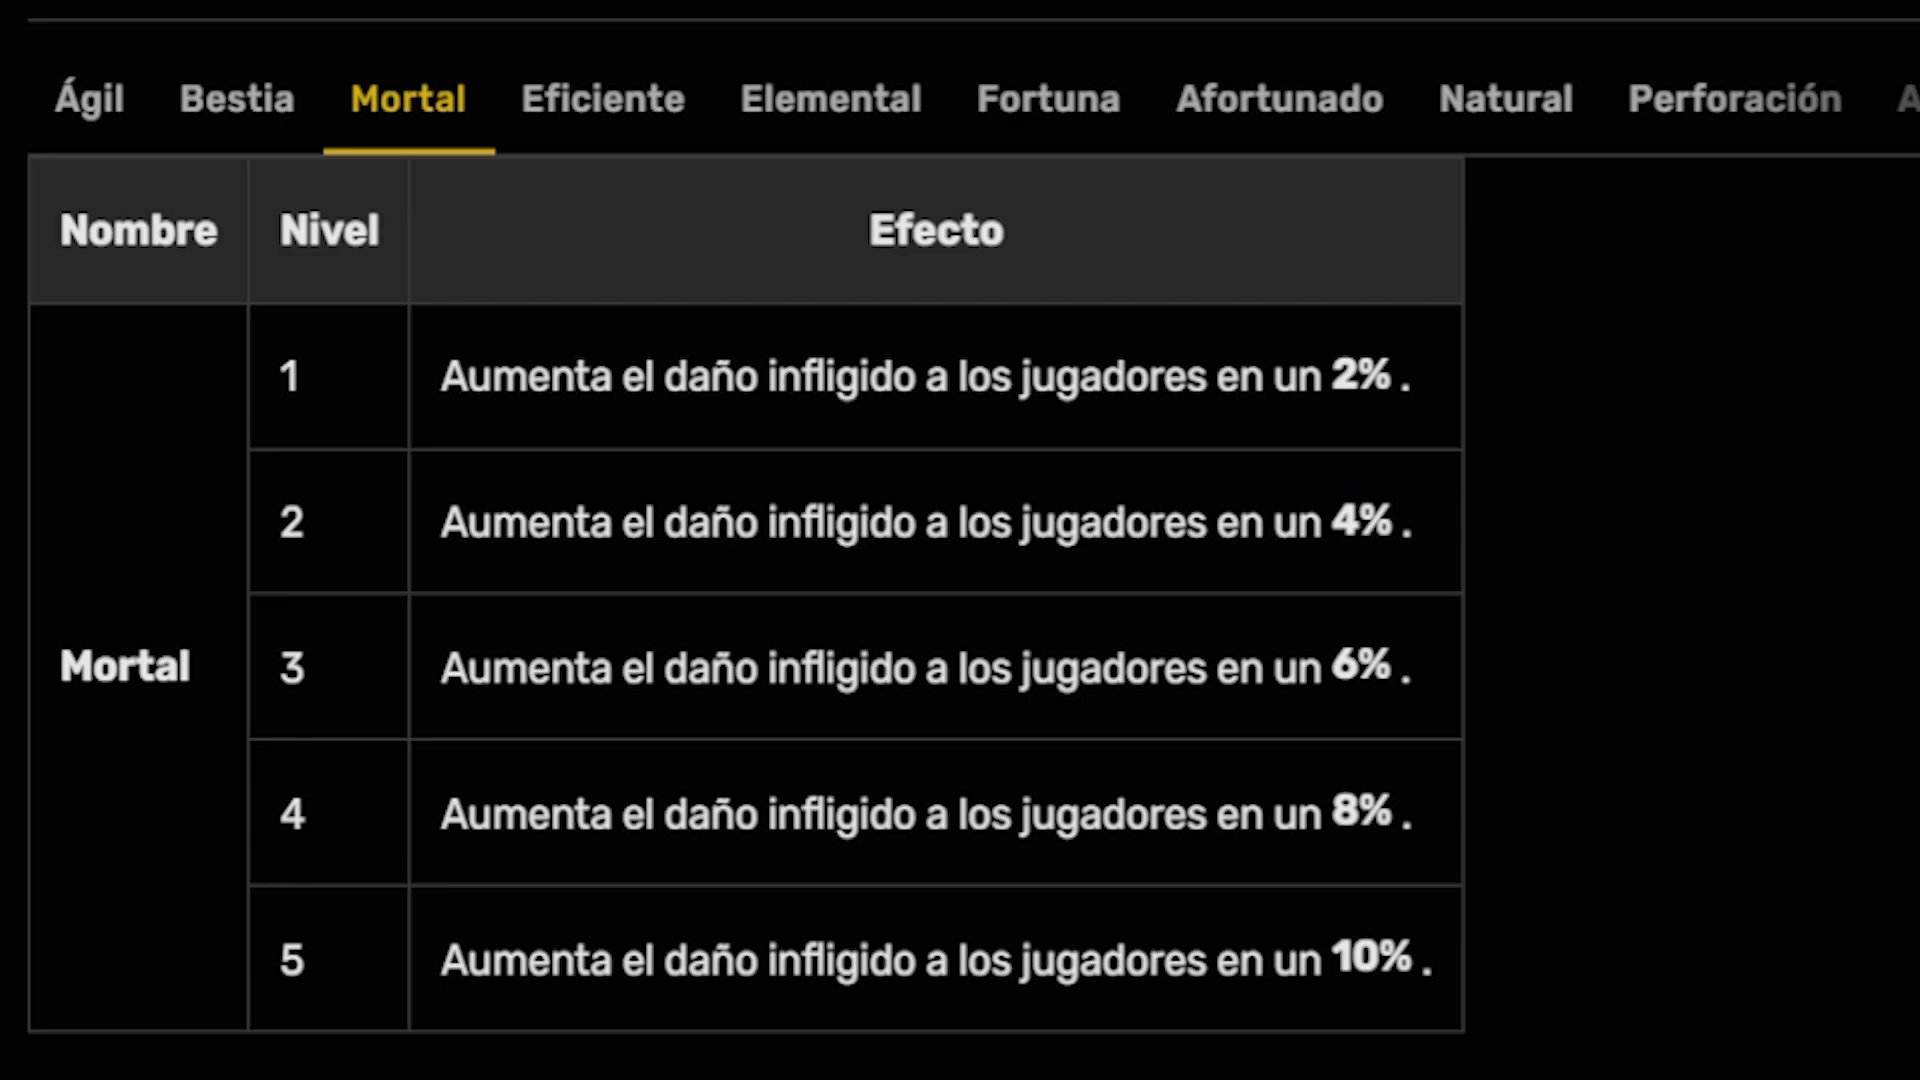 Ágil Bestia Mortal Eficiente Elemental Fortuna Afortunado Natural Perforación A
Nombre Nivel Efecto
1 Aumenta el daño infligido a los jugadores en un 2% .
2 Aumenta el daño infligido a los jugadores en un 4% .
Mortal 3 Aumenta el daño infligido a los jugadores en un 6% .
4 Aumenta el daño infligido a los jugadores en un 8% .
5 Aumenta el daño infligido a los jugadores en un 10% .